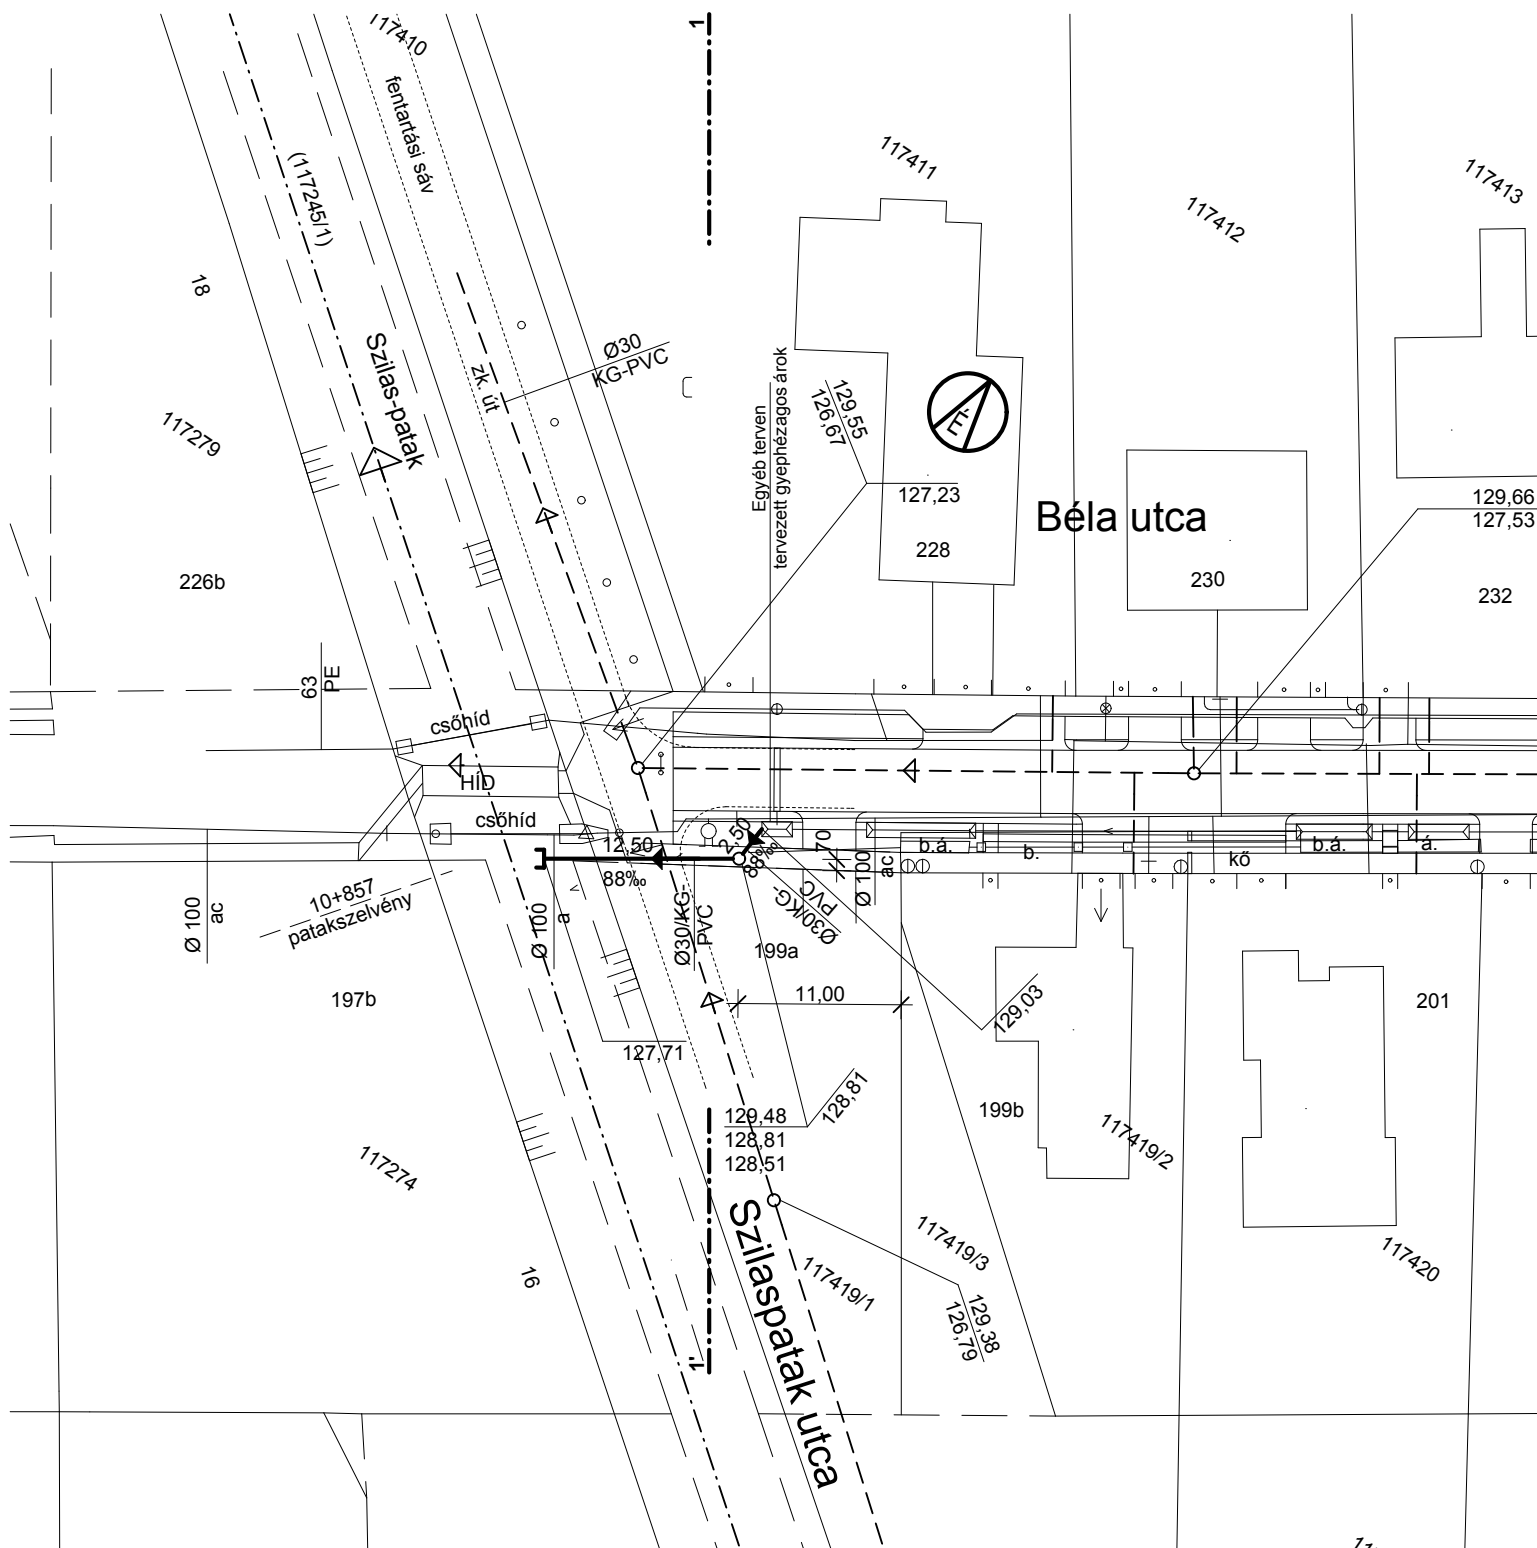 1
117410
fentartási sáv
(117245/1)
117411
117412
117413
18
Szilas-patak
zk. út
Ø30
KG-PVC
117279
Egyéb terven
tervezett gyephézagos árok
129,55
126,67
127,23
É
Béla utca
129,66
127,53
228
230
232
226b
63
PE
csőhíd
HÍD
csőhíd
12,50
88‰
2,50
88‰
70
Ø 100
ac
b.á.
b.
kő
b.á.
á.
10+857
patakszelvény
Ø 100
ac
Ø 100
a
Ø30/KG-
PVC
Ø30/KG-
PVC
199a
197b
11,00
129,03
201
127,71
128,81
129,48
128,81
128,51
199b
117419/2
117274
117419/3
117420
16
117419/1
129,38
126,79
1'
Szilaspatak utca